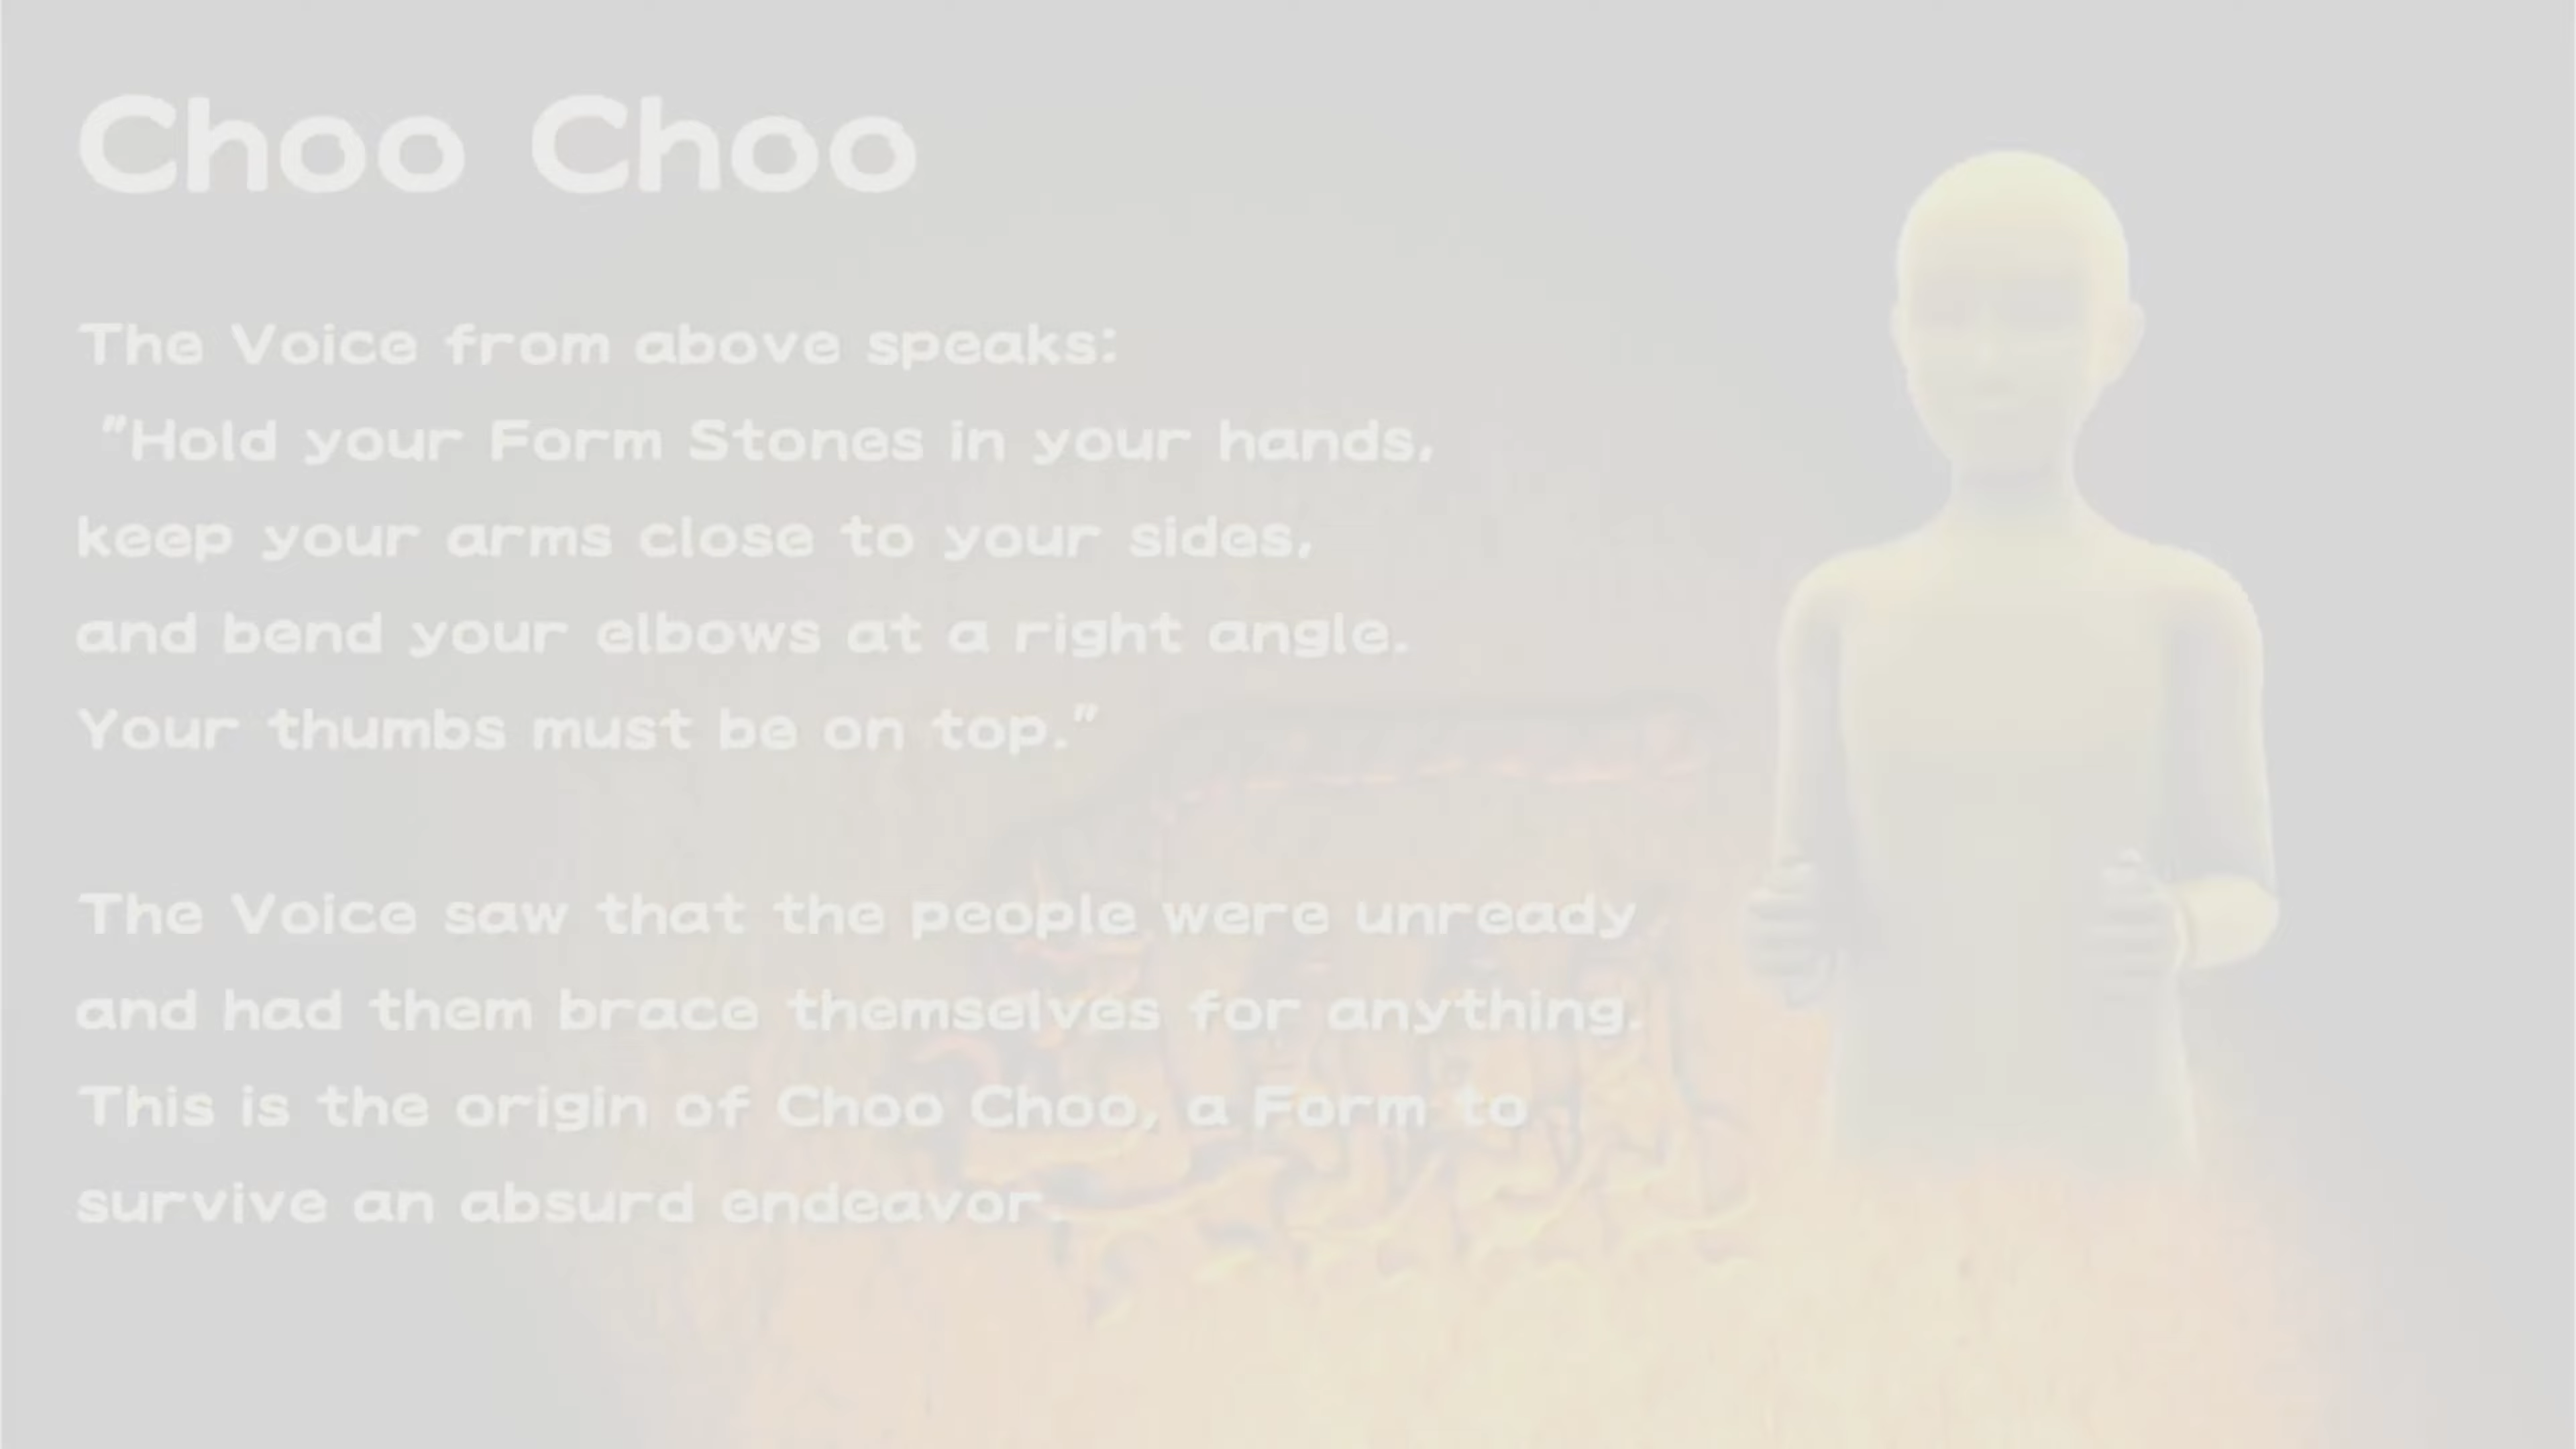 Choo Choo
The Voice from above speaks:
"Hold your Form Stones in your hands,
keep your arms close to your sides,
and bend your elbows at a right angle.
Your thumbs must be on top."
The Voice saw that the people were unready
and had them brace themselves for anything.
This is the origin of Choo Choo, a Form to
survive an absurd endeavor.